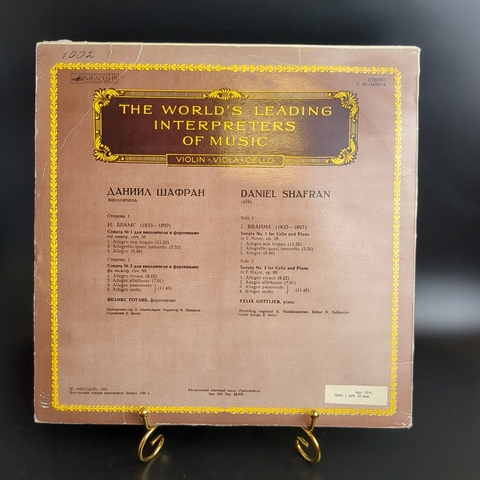 1002
МЕЛОДИЯ
СТЕРЕО
THE WORLD'S LEADING
INTERPRETERS
OF MUSIC
VIOLIN · VIOLA · CELLO
ДАНИИЛ ШАФРАН
виолончель
Сторона 1
И. БРАМС (1833—1897)
Соната № 1 для виолончели и фортепиано
ми минор, соч. 38
1. Allegro non troppo (11.32)
2. Allegretto quasi menuetto (5.52)
3. Allegro (6.48)
Сторона 2
Соната № 2 для виолончели и фортепиано
фа мажор, соч. 99
1. Allegro vivace (9.22)
2. Adagio affettuoso (7.01)
3. Allegro passionato
4. Allegro molto (11.45)
ФЕЛИКС ГОТЛИБ, фортепиано
DANIEL SHAFRAN
cello
Side 1
J. BRAHMS (1833—1897)
Sonata No. 1 for Cello and Piano
in E Minor, op. 38
1. Allegro non troppo (11.32)
2. Allegretto quasi menuetto (5.52)
3. Allegro (6.48)
Side 2
Sonata No. 2 for Cello and Piano
in F Major, op. 99
1. Allegro vivace (9.22)
2. Adagio affettuoso (7.01)
3. Allegro passionato
4. Allegro molto (11.45)
FELIX GOTTLIEB, piano